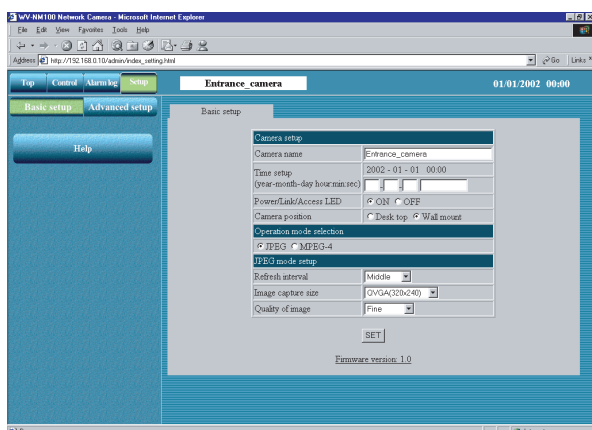 WV-NM100 Network Camera - Microsoft Internet Explorer
File Edit View Favorites Tools Help
Address http://192.168.0.10/admin/index_setting.html Go Links
Top Control Alarm log Setup Entrance_camera 01/01/2002 00:00
Basic setup Advanced setup
Help
Basic setup
Camera setup
Camera name Entrance_camera
Time setup 2002 - 01 - 01 00:00
(year-month-day hour:min:sec) - -
Power/Link/Access LED ON OFF
Camera position Desk top Wall mount
Operation mode selection
JPEG MPEG-4
JPEG mode setup
Refresh interval Middle
Image capture size QVGA(320x240)
Quality of image Fine
SET
Firmware version: 1.0